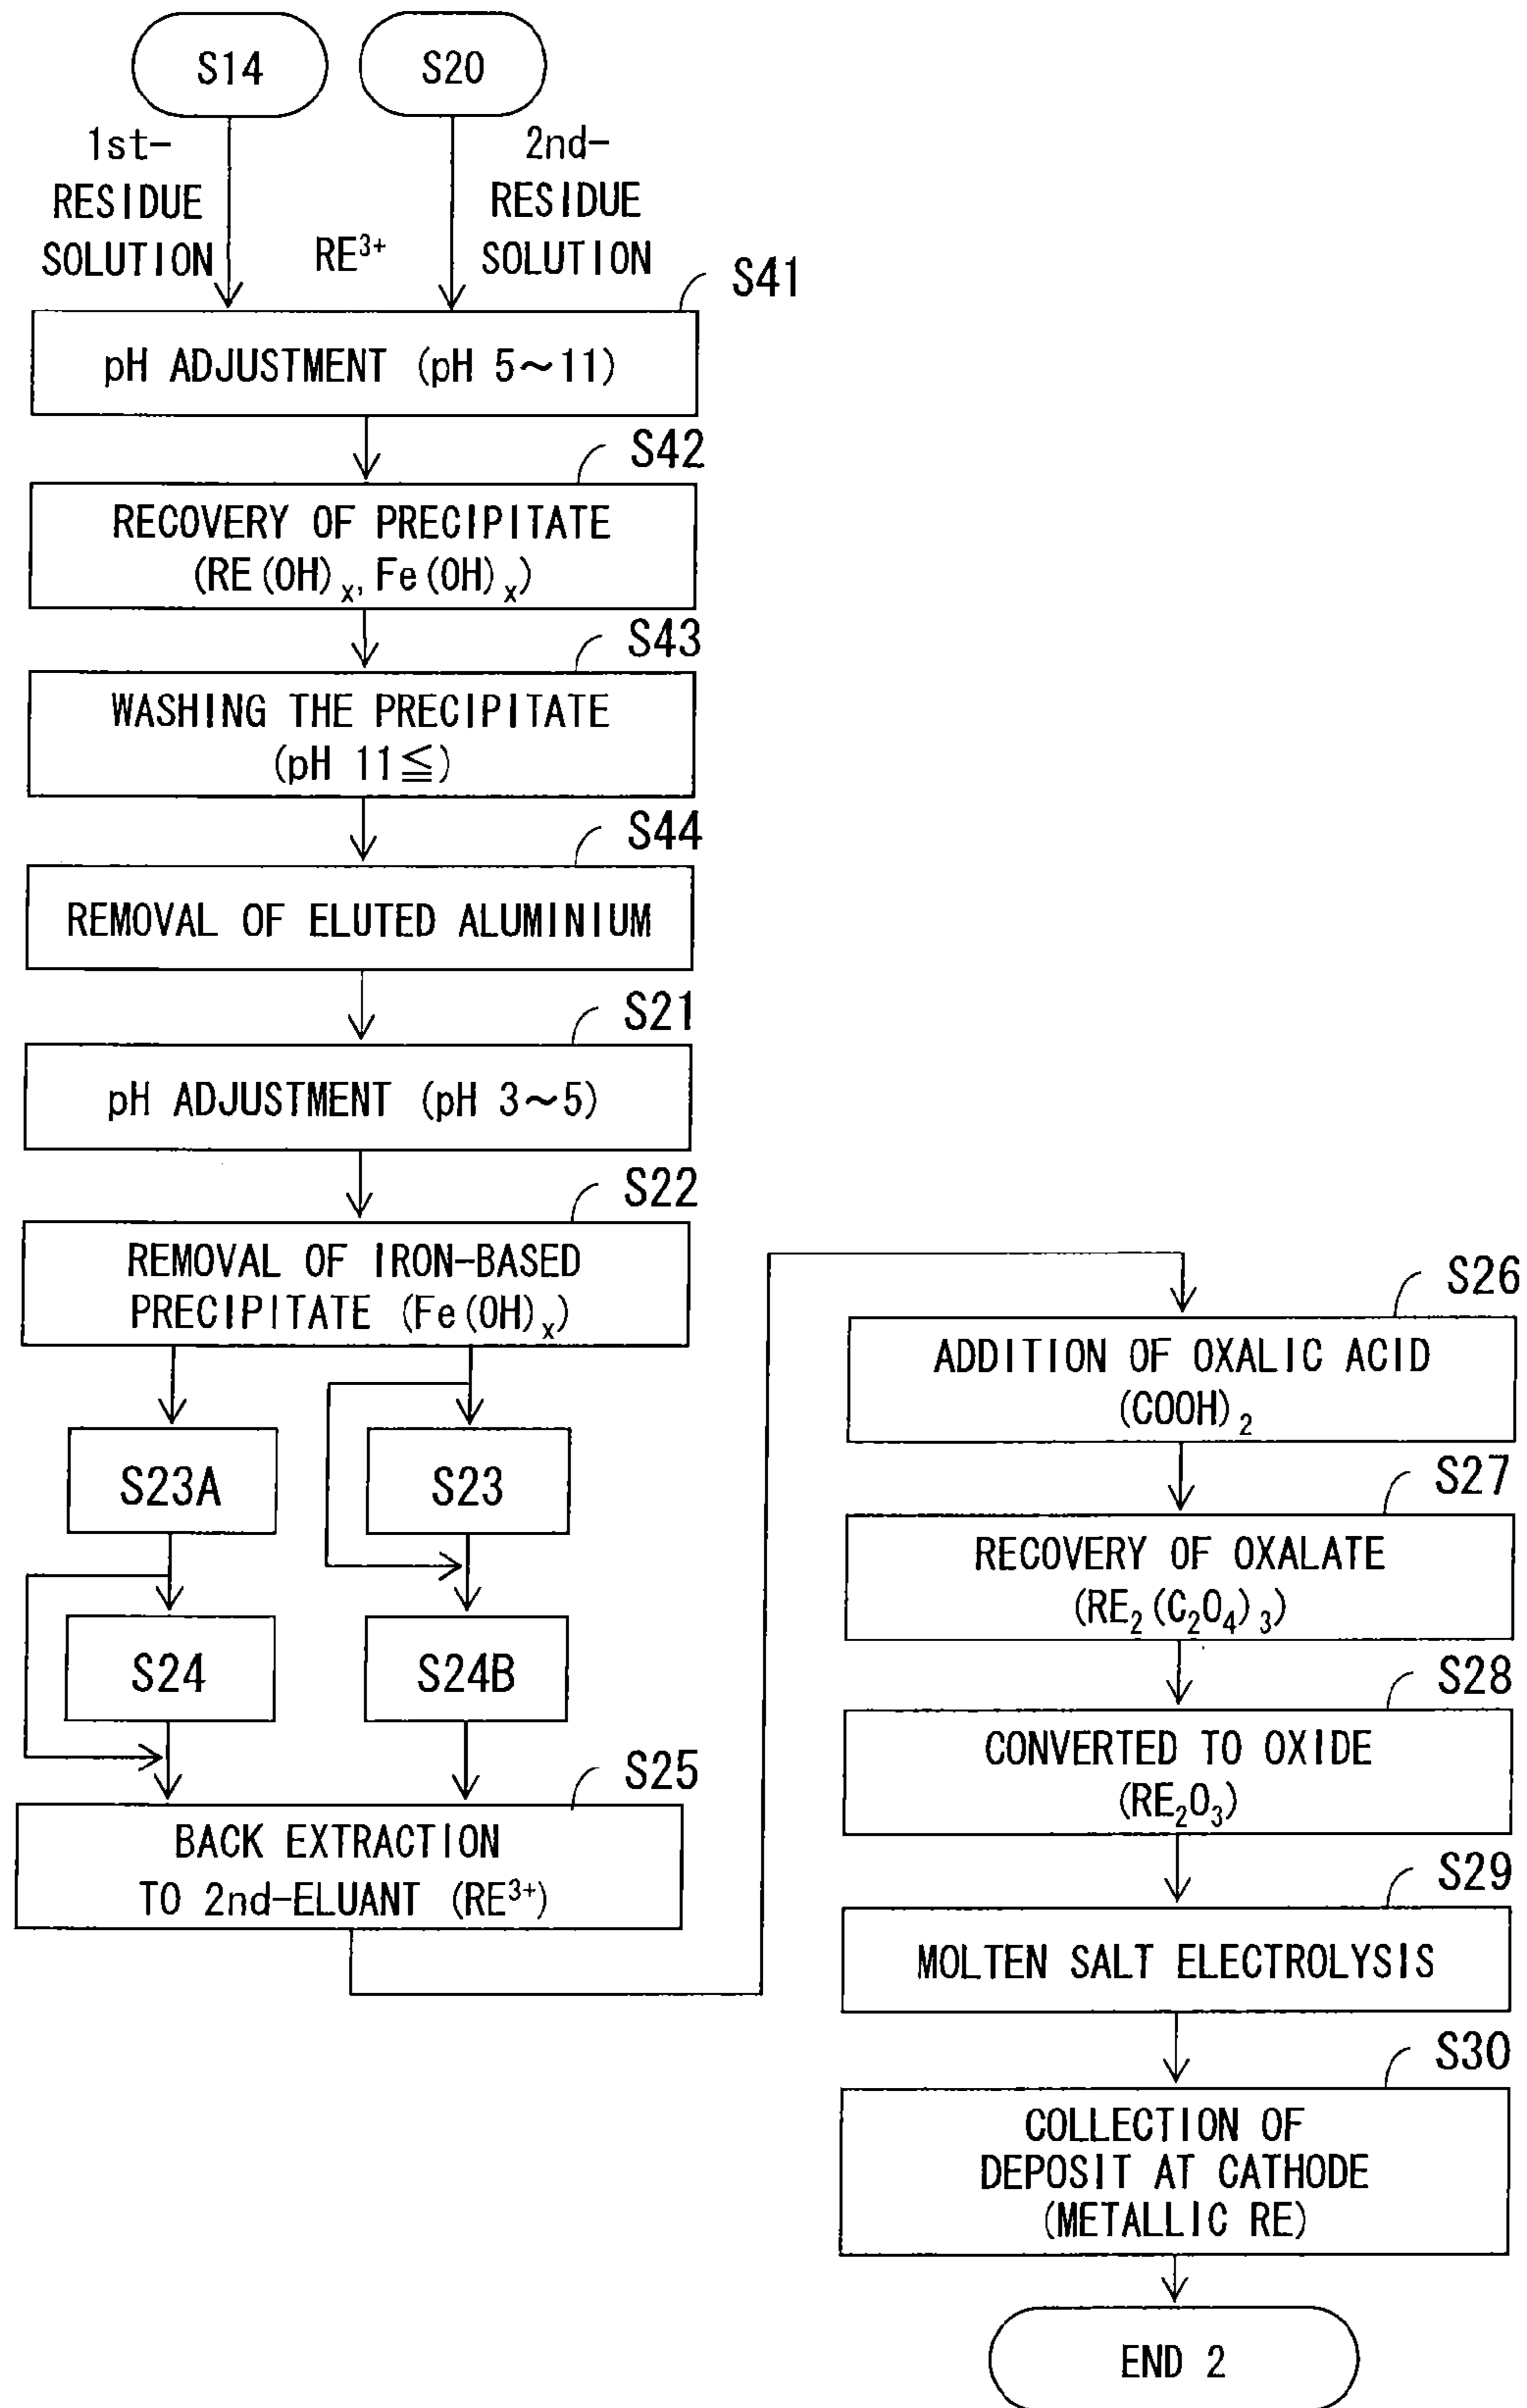 S14
S20
1st-
RESIDUE
SOLUTION
RE³⁺
2nd-
RESIDUE
SOLUTION
S41
pH ADJUSTMENT (pH 5~11)
S42
RECOVERY OF PRECIPITATE
(RE(OH)ₓ, Fe(OH)ₓ)
S43
WASHING THE PRECIPITATE
(pH 11≦)
S44
REMOVAL OF ELUTED ALUMINIUM
S21
pH ADJUSTMENT (pH 3~5)
S22
REMOVAL OF IRON-BASED
PRECIPITATE (Fe(OH)ₓ)
S23A
S23
S24
S24B
S25
BACK EXTRACTION
TO 2nd-ELUANT (RE³⁺)
S26
ADDITION OF OXALIC ACID
(COOH)₂
S27
RECOVERY OF OXALATE
(RE₂(C₂O₄)₃)
S28
CONVERTED TO OXIDE
(RE₂O₃)
S29
MOLTEN SALT ELECTROLYSIS
S30
COLLECTION OF
DEPOSIT AT CATHODE
(METALLIC RE)
END 2